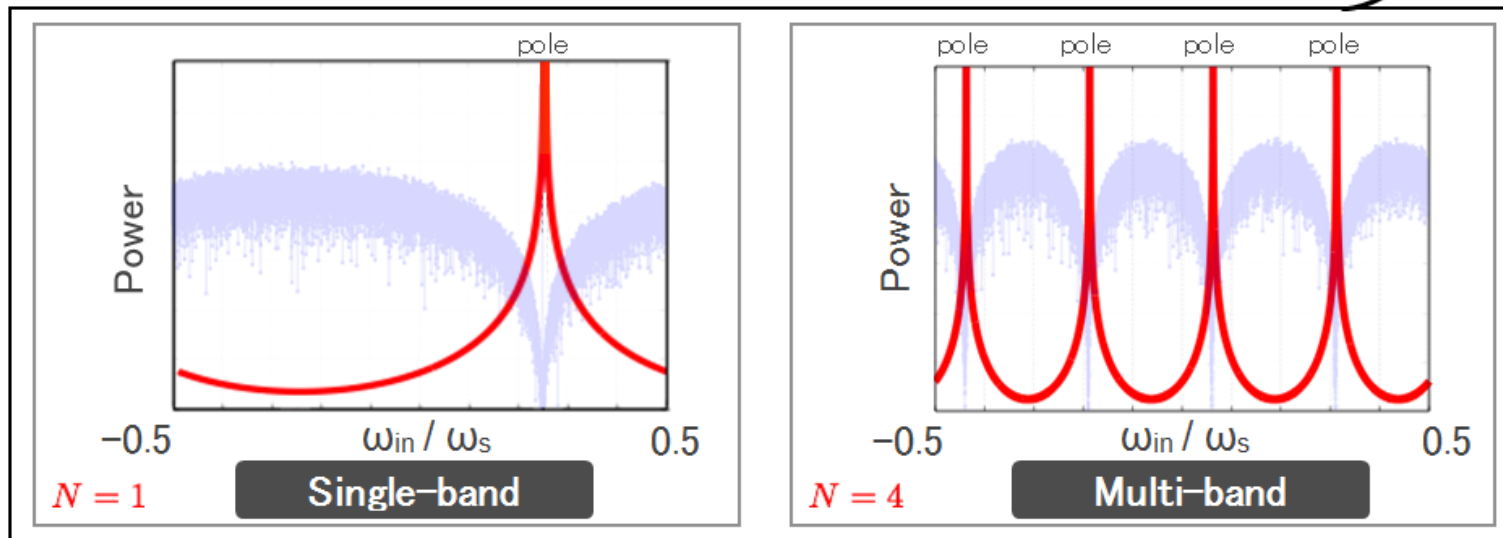 pole
Power
−0.5
ωin / ωs
0.5
N = 1
Single−band
pole pole pole pole
Power
−0.5
ωin / ωs
0.5
N = 4
Multi−band